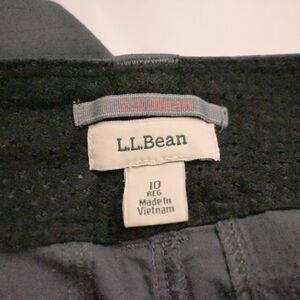 L.L.Bean
L.L.Bean
10
REG
Made in
Vietnam